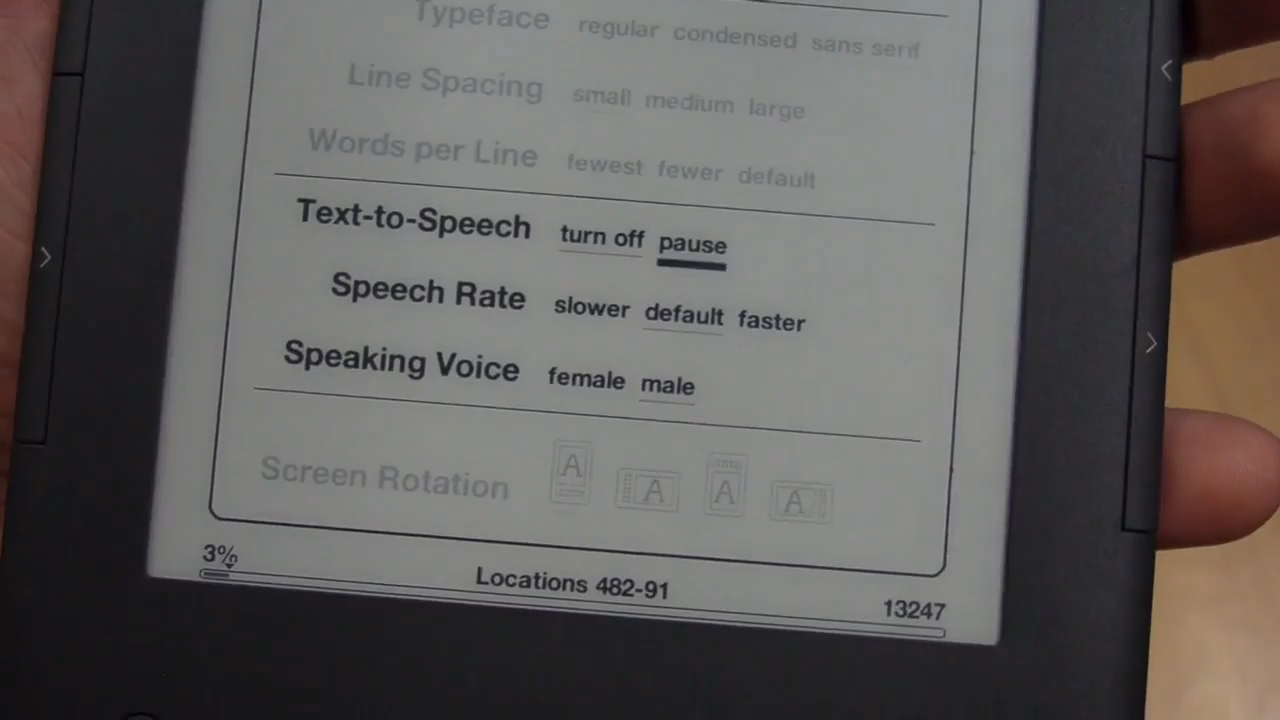 Typeface regular condensed sans serif
Line Spacing small medium large
Words per Line fewest fewer default
Text-to-Speech turn off pause
Speech Rate slower default faster
Speaking Voice female male
Screen Rotation A A A A
3%
Locations 482-91
13247